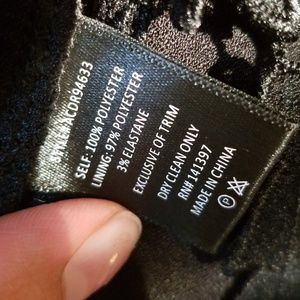 STYLE#ACDR94633
SELF: 100% POLYESTER
LINING: 97% POLYESTER
3% ELASTANE
EXCLUSIVE OF TRIM
DRY CLEAN ONLY
RN# 141397
MADE IN CHINA
P